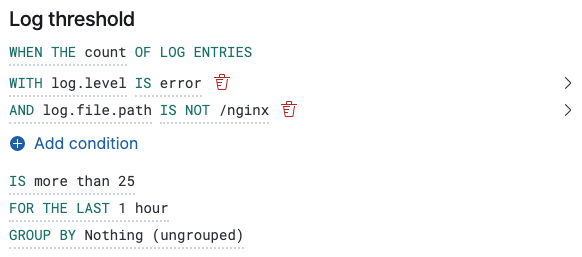 Log threshold
WHEN THE count OF LOG ENTRIES
WITH log.level IS error
AND log.file.path IS NOT /nginx
Add condition
IS more than 25
FOR THE LAST 1 hour
GROUP BY Nothing (ungrouped)